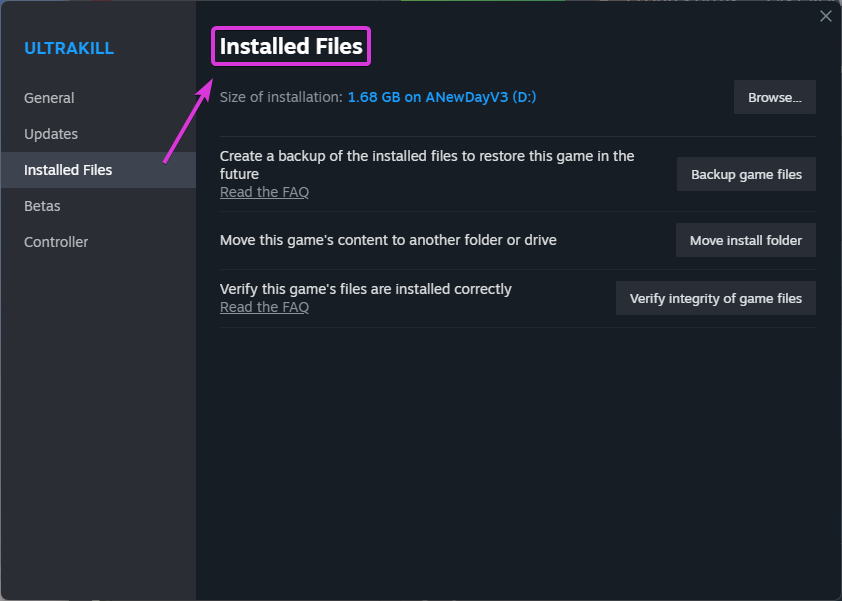 ULTRAKILL
General
Updates
Installed Files
Betas
Controller
Installed Files
Size of installation: 1.68 GB on ANewDayV3 (D:)
Browse...
Create a backup of the installed files to restore this game in the
future
Read the FAQ
Backup game files
Move this game's content to another folder or drive
Move install folder
Verify this game's files are installed correctly
Read the FAQ
Verify integrity of game files